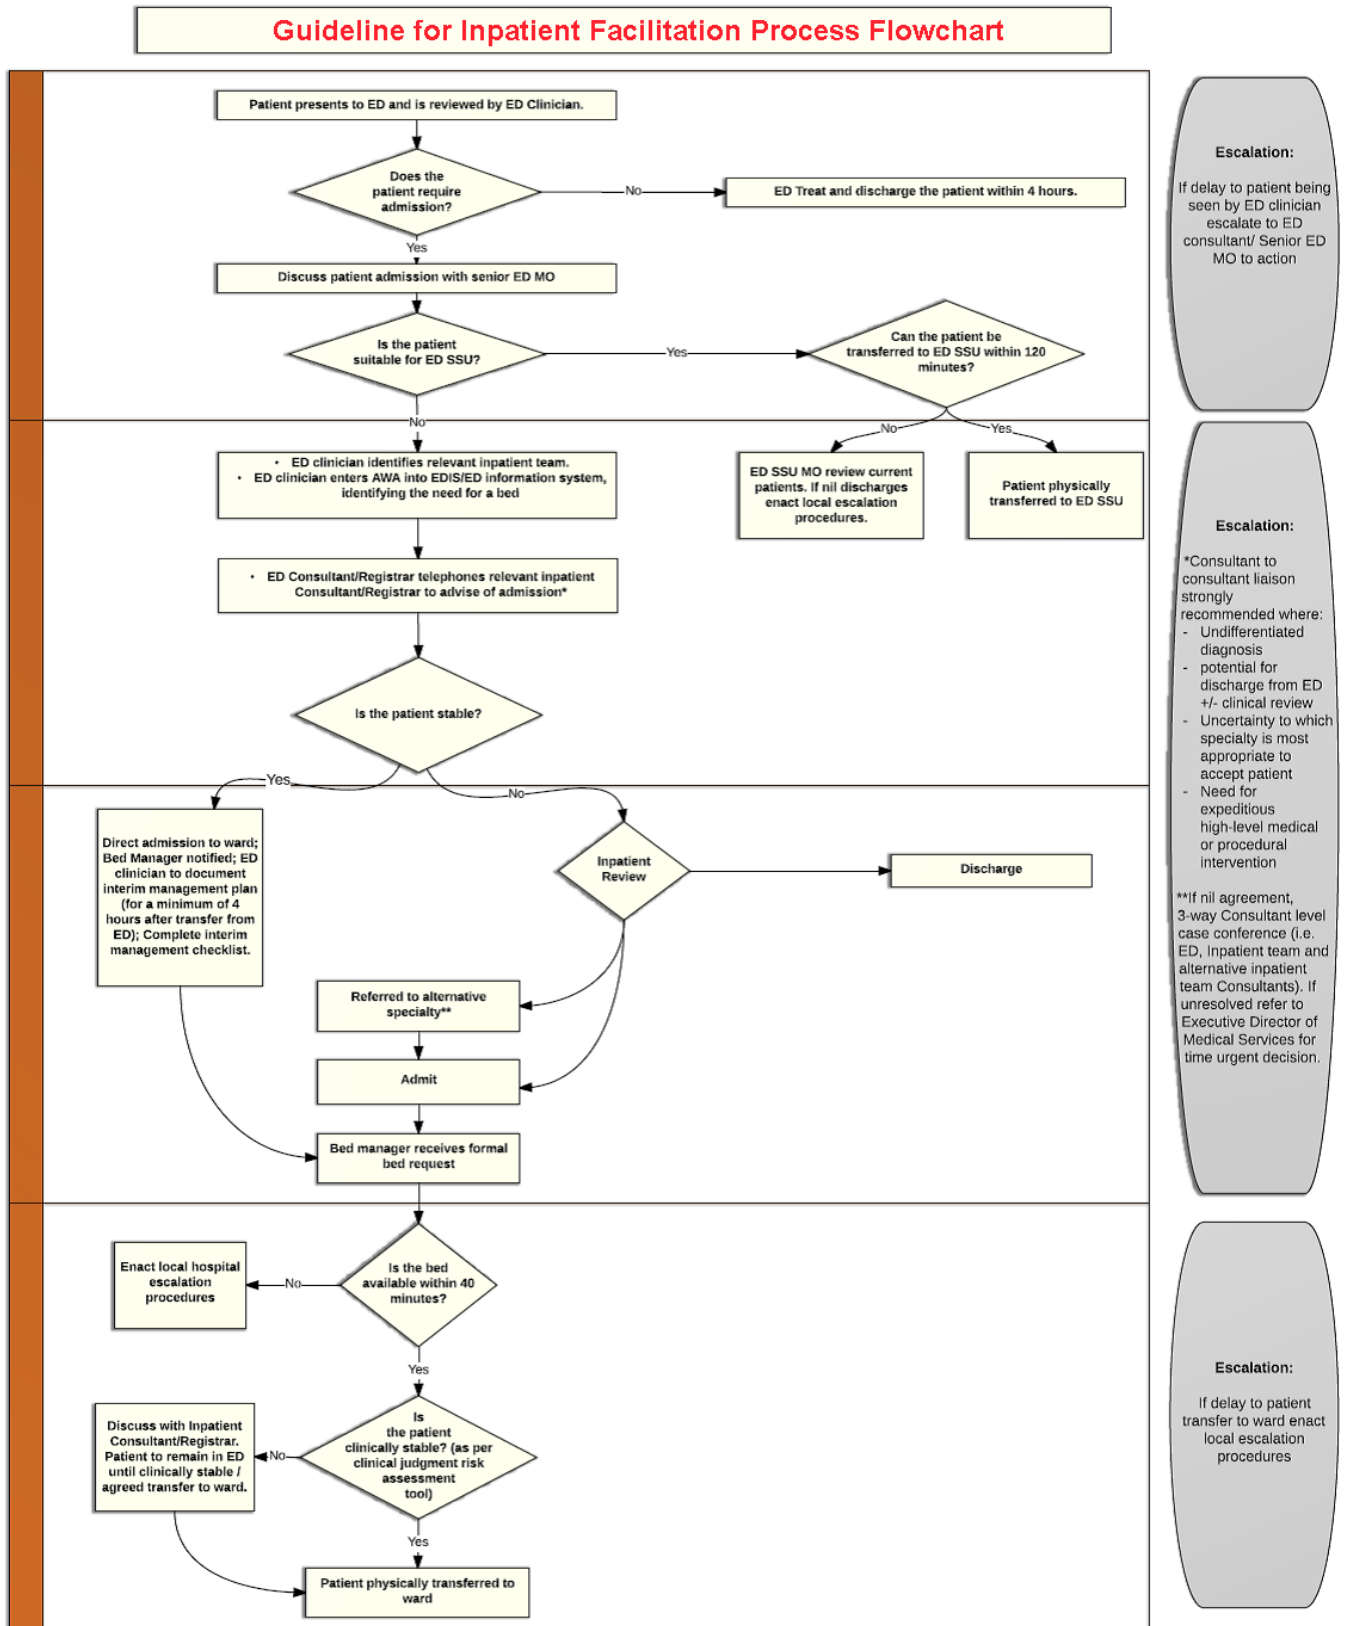 Guideline for Inpatient Facilitation Process Flowchart
Patient presents to ED and is reviewed by ED Clinician.
Does the
patient require
admission?
No
ED Treat and discharge the patient within 4 hours.
Yes
Discuss patient admission with senior ED MO
Is the patient
suitable for ED SSU?
Yes
Can the patient be
transferred to ED SSU within 120
minutes?
No
No
Yes
• ED clinician identifies relevant inpatient team.
• ED clinician enters AWA into EDIS/ED information system,
identifying the need for a bed
ED SSU MO review current
patients. If nil discharges
enact local escalation
procedures.
Patient physically
transferred to ED SSU
• ED Consultant/Registrar telephones relevant inpatient
Consultant/Registrar to advise of admission*
Is the patient stable?
Yes
No
Direct admission to ward;
Bed Manager notified; ED
clinician to document
interim management plan
(for a minimum of 4
hours after transfer from
ED); Complete interim
management checklist.
Inpatient
Review
Discharge
Referred to alternative
specialty**
Admit
Bed manager receives formal
bed request
Is the bed
available within 40
minutes?
No
Enact local hospital
escalation
procedures
Yes
Is
the patient
clinically stable? (as per
clinical judgment risk
assessment
tool)
No
Discuss with Inpatient
Consultant/Registrar.
Patient to remain in ED
until clinically stable /
agreed transfer to ward.
Yes
Patient physically transferred to
ward
Escalation:
If delay to patient being
seen by ED clinician
escalate to ED
consultant/ Senior ED
MO to action
Escalation:
*Consultant to
consultant liaison
strongly
recommended where:
- Undifferentiated
diagnosis
- potential for
discharge from ED
+/- clinical review
- Uncertainty to which
specialty is most
appropriate to
accept patient
- Need for
expeditious
high-level medical
or procedural
intervention
**If nil agreement,
3-way Consultant level
case conference (i.e.
ED, Inpatient team and
alternative inpatient
team Consultants). If
unresolved refer to
Executive Director of
Medical Services for
time urgent decision.
Escalation:
If delay to patient
transfer to ward enact
local escalation
procedures